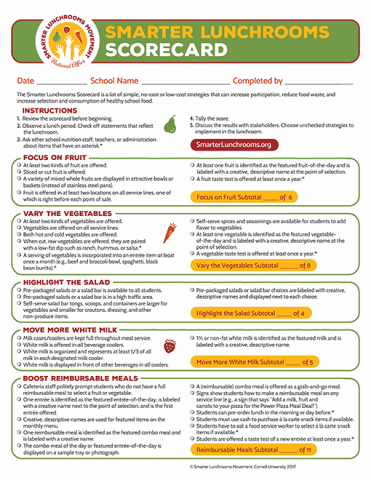 SMARTER LUNCHROOMS MOVEMENT
National Office
SMARTER LUNCHROOMS
SCORECARD
Date School Name Completed by
The Smarter Lunchrooms Scorecard is a list of simple, no-cost or low-cost strategies that can increase participation, reduce food waste, and
increase selection and consumption of healthy school food.
INSTRUCTIONS
1. Review the scorecard before beginning.
2. Observe a lunch period. Check off statements that reflect
the lunchroom.
3. Ask other school nutrition staff, teachers, or administration
about items that have an asterisk.*
4. Tally the score.
5. Discuss the results with stakeholders. Choose unchecked strategies to
implement in the lunchroom.
SmarterLunchrooms.org
FOCUS ON FRUIT
At least two kinds of fruit are offered.
Sliced or cut fruit is offered.
A variety of mixed whole fruits are displayed in attractive bowls or
baskets (instead of stainless steel pans).
Fruit is offered in at least two locations on all service lines, one of
which is right before each point of sale.
At least one fruit is identified as the featured fruit-of-the-day and is
labeled with a creative, descriptive name at the point of selection.
A fruit taste test is offered at least once a year.*
Focus on Fruit Subtotal of 6
VARY THE VEGETABLES
At least two kinds of vegetables are offered.
Vegetables are offered on all service lines.
Both hot and cold vegetables are offered.
When cut, raw vegetables are offered, they are paired
with a low-fat dip such as ranch, hummus, or salsa.*
A serving of vegetables is incorporated into an entrée item at least
once a month (e.g., beef and broccoli bowl, spaghetti, black
bean burrito).*
Self-serve spices and seasonings are available for students to add
flavor to vegetables.
At least one vegetable is identified as the featured vegetable-
of-the-day and is labeled with a creative, descriptive name at the
point of selection.
A vegetable taste test is offered at least once a year.*
Vary the Vegetables Subtotal of 8
HIGHLIGHT THE SALAD
Pre-packaged salads or a salad bar is available to all students.
Pre-packaged salads or a salad bar is in a high traffic area.
Self-serve salad bar tongs, scoops, and containers are larger for
vegetables and smaller for croutons, dressing, and other
non-produce items.
Pre-packaged salads or salad bar choices are labeled with creative,
descriptive names and displayed next to each choice.
Highlight the Salad Subtotal of 4
MOVE MORE WHITE MILK
Milk cases/coolers are kept full throughout meal service.
White milk is offered in all beverage coolers.
White milk is organized and represents at least 1/3 of all
milk in each designated milk cooler.
White milk is displayed in front of other beverages in all coolers.
1% or non-fat white milk is identified as the featured milk and is
labeled with a creative, descriptive name.
Move More White Milk Subtotal of 5
BOOST REIMBURSABLE MEALS
Cafeteria staff politely prompt students who do not have a full
reimbursable meal to select a fruit or vegetable.
One entrée is identified as the featured entrée-of-the-day, is labeled
with a creative name next to the point of selection, and is the first
entrée offered.
Creative, descriptive names are used for featured items on the
monthly menu.
One reimbursable meal is identified as the featured combo meal and
is labeled with a creative name.
The combo meal of the day or featured entrée-of-the-day is
displayed on a sample tray or photograph.
A (reimbursable) combo meal is offered as a grab-and-go meal.
Signs show students how to make a reimbursable meal on any
service line (e.g., a sign that says "Add a milk, fruit and
carrots to your pizza for the Power Pizza Meal Deal!")
Students can pre-order lunch in the morning or day before.*
Students must use cash to purchase à la carte snack items if available.
Students have to ask a food service worker to select à la carte snack
items if available.*
Students are offered a taste test of a new entrée at least once a year.*
Reimbursable Meals Subtotal of 11
© Smarter Lunchrooms Movement, Cornell University 2017